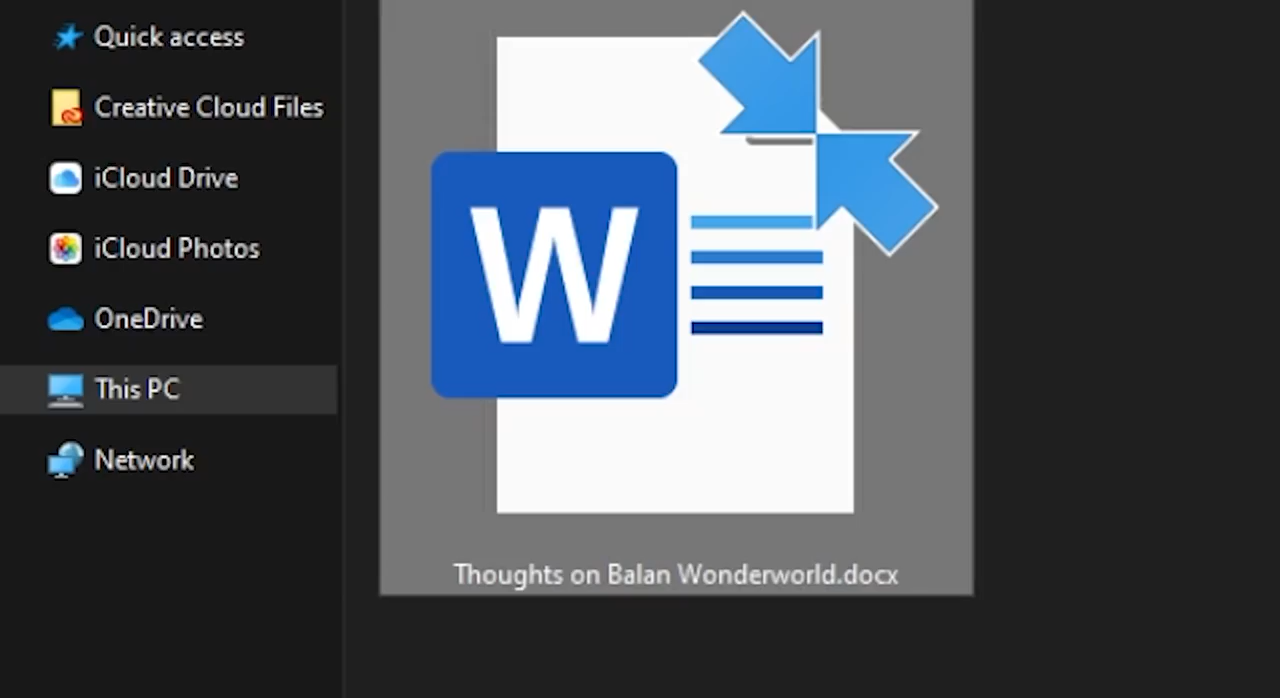 Quick access
Creative Cloud Files
iCloud Drive
iCloud Photos
OneDrive
This PC
Network
W
Thoughts on Balan Wonderworld.docx